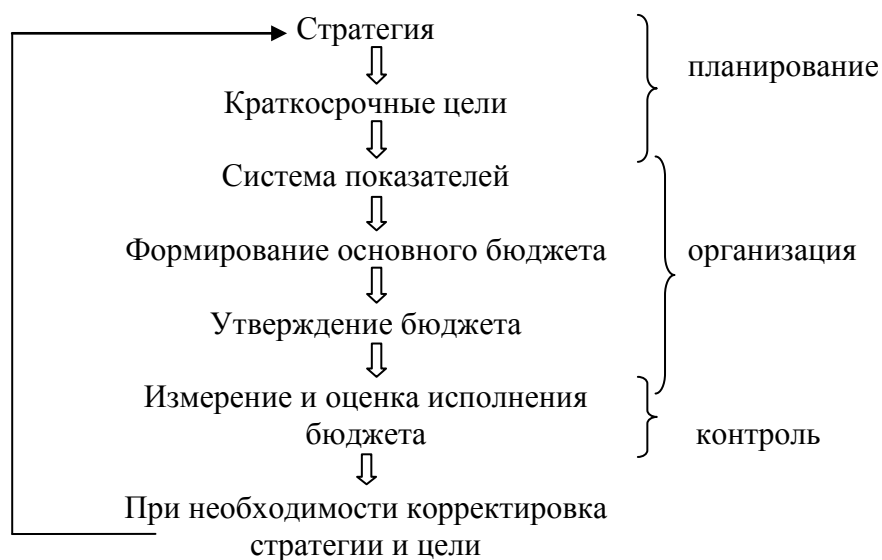 Стратегия
планирование
Краткосрочные цели
Система показателей
Формирование основного бюджета
организация
Утверждение бюджета
Измерение и оценка исполнения
бюджета
контроль
При необходимости корректировка
стратегии и цели